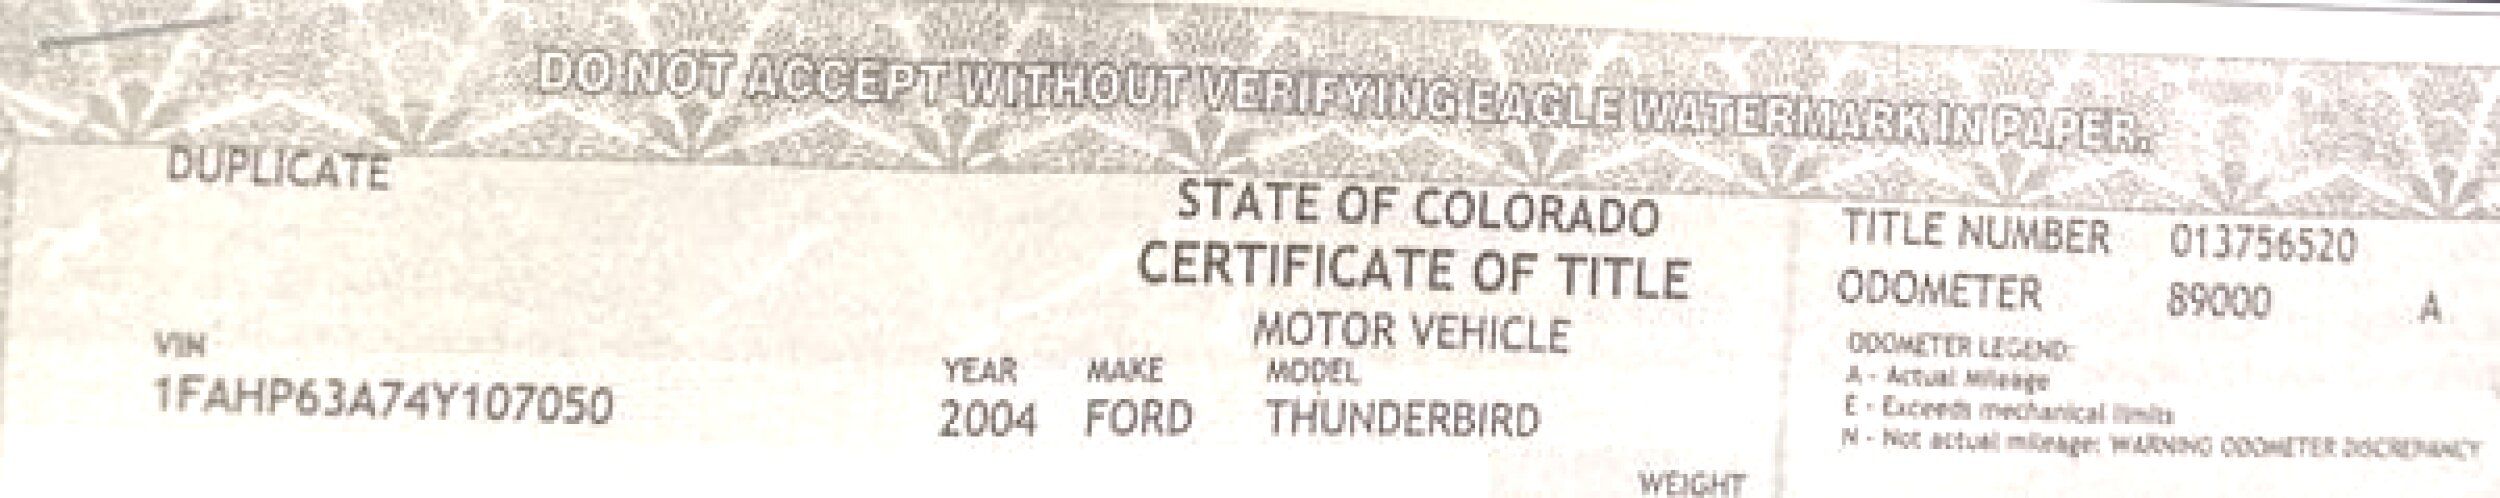 DO NOT ACCEPT WITHOUT VERIFYING EAGLE WATERMARK IN PAPER.
DUPLICATE
STATE OF COLORADO
CERTIFICATE OF TITLE
MOTOR VEHICLE
TITLE NUMBER 013756520
ODOMETER 89000 A
ODOMETER LEGEND:
A - Actual Mileage
E - Exceeds mechanical limits
N - Not actual mileage: WARNING ODOMETER DISCREPANCY
VIN YEAR MAKE MODEL
1FAHP63A74Y107050 2004 FORD THUNDERBIRD
WEIGHT